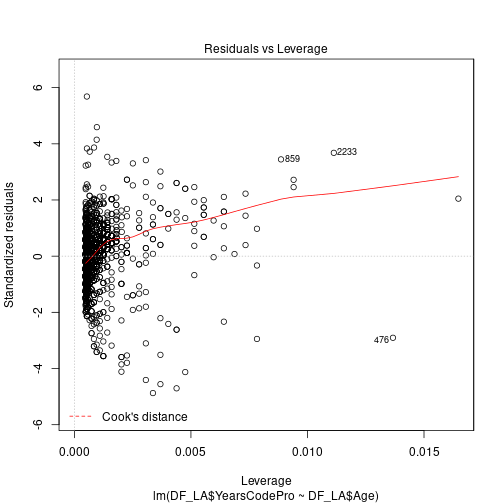 Residuals vs Leverage
Standardized residuals
6
4
2
0
-2
-4
-6
859
2233
476
Cook's distance
0.000 0.005 0.010 0.015
Leverage
lm(DF_LA$YearsCodePro ~ DF_LA$Age)